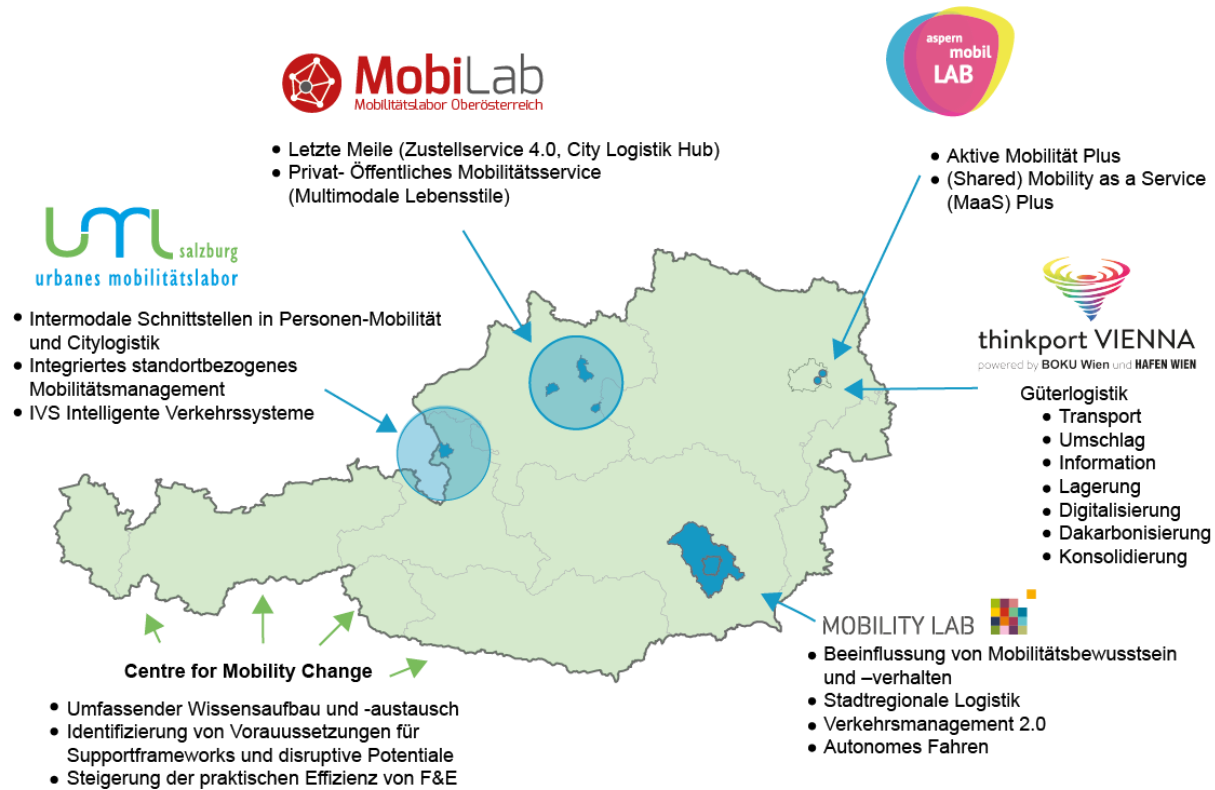 MobiLab
Mobilitätslabor Oberösterreich
• Letzte Meile (Zustellservice 4.0, City Logistik Hub)
• Privat- Öffentliches Mobilitätsservice
(Multimodale Lebensstile)
aspern
mobil
LAB
• Aktive Mobilität Plus
• (Shared) Mobility as a Service
(MaaS) Plus
uml salzburg
urbanes mobilitätslabor
• Intermodale Schnittstellen in Personen-Mobilität
und Citylogistik
• Integriertes standortbezogenes
Mobilitätsmanagement
• IVS Intelligente Verkehrssysteme
thinkport VIENNA
powered by BOKU Wien und HAFEN WIEN
Güterlogistik
• Transport
• Umschlag
• Information
• Lagerung
• Digitalisierung
• Dakarbonisierung
• Konsolidierung
MOBILITY LAB
• Beeinflussung von Mobilitätsbewusstsein
und –verhalten
• Stadtregionale Logistik
• Verkehrsmanagement 2.0
• Autonomes Fahren
Centre for Mobility Change
• Umfassender Wissensaufbau und -austausch
• Identifizierung von Vorauussetzungen für
Supportframeworks und disruptive Potentiale
• Steigerung der praktischen Effizienz von F&E